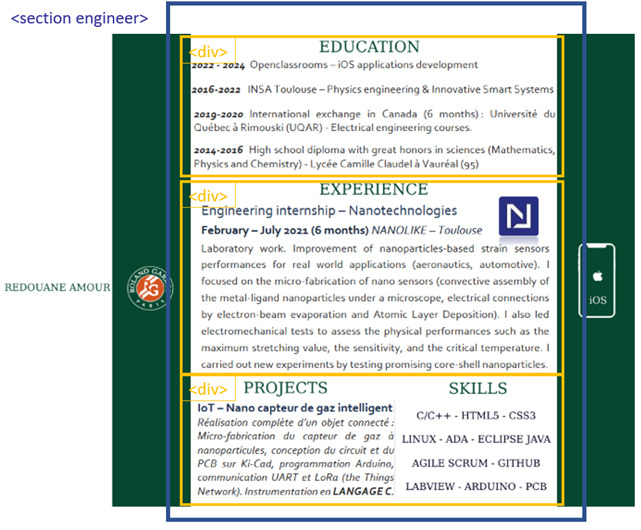 <section engineer>
<div>
EDUCATION
2022 - 2024 Openclassrooms – iOS applications development
2016-2022 INSA Toulouse – Physics engineering & Innovative Smart Systems
2019-2020 International exchange in Canada (6 months) : Université du
Québec à Rimouski (UQAR) - Electrical engineering courses.
2014-2016 High school diploma with great honors in sciences (Mathematics,
Physics and Chemistry) - Lycée Camille Claudel à Vauréal (95)
<div>
EXPERIENCE
Engineering internship – Nanotechnologies
February – July 2021 (6 months) NANOLIKE – Toulouse
Laboratory work. Improvement of nanoparticles-based strain sensors
performances for real world applications (aeronautics, automotive). I
focused on the micro-fabrication of nano sensors (convective assembly of
the metal-ligand nanoparticles under a microscope, electrical connections
by electron-beam evaporation and Atomic Layer Deposition). I also led
electromechanical tests to assess the physical performances such as the
maximum stretching value, the sensitivity, and the critical temperature. I
carried out new experiments by testing promising core-shell nanoparticles.
REDOUANE AMOUR
ROLAND GARROS
PARIS
iOS
<div>
PROJECTS
IoT – Nano capteur de gaz intelligent
Réalisation complète d'un objet connecté :
Micro-fabrication du capteur de gaz à
nanoparticules, conception du circuit et du
PCB sur Ki-Cad, programmation Arduino,
communication UART et LoRa (the Things
Network). Instrumentation en LANGAGE C.
SKILLS
C/C++ - HTML5 - CSS3
LINUX - ADA - ECLIPSE JAVA
AGILE SCRUM - GITHUB
LABVIEW - ARDUINO - PCB